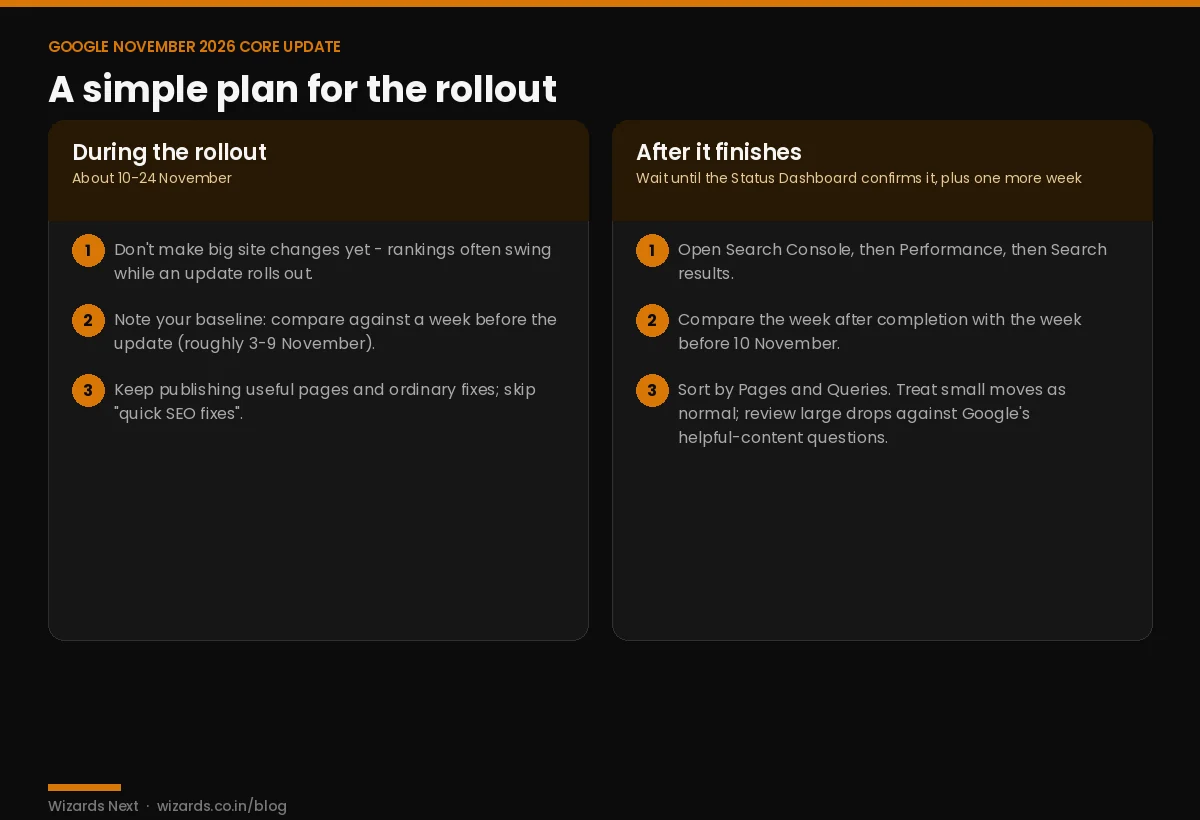 GOOGLE NOVEMBER 2026 CORE UPDATE
A simple plan for the rollout
During the rollout
About 10-24 November
1
Don't make big site changes yet - rankings often swing
while an update rolls out.
2
Note your baseline: compare against a week before the
update (roughly 3-9 November).
3
Keep publishing useful pages and ordinary fixes; skip
"quick SEO fixes".
After it finishes
Wait until the Status Dashboard confirms it, plus one more week
1
Open Search Console, then Performance, then Search
results.
2
Compare the week after completion with the week
before 10 November.
3
Sort by Pages and Queries. Treat small moves as
normal; review large drops against Google's
helpful-content questions.
Wizards Next · wizards.co.in/blog